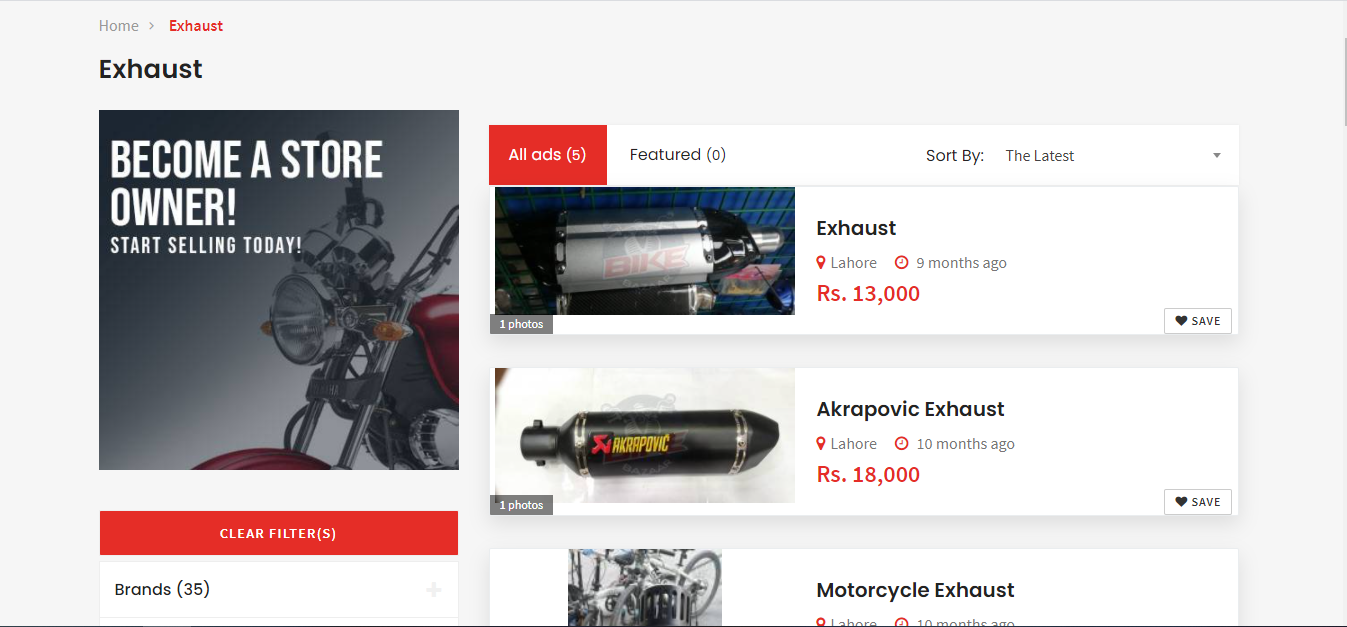 Home > Exhaust
Exhaust
BECOME A STORE
OWNER!
START SELLING TODAY!
CLEAR FILTER(S)
Brands (35)
All ads (5)
Featured (0)
Sort By: The Latest
BIKE
1 photos
Exhaust
Lahore 9 months ago
Rs. 13,000
SAVE
AKRAPOVIC
BAZAAR
1 photos
Akrapovic Exhaust
Lahore 10 months ago
Rs. 18,000
SAVE
Motorcycle Exhaust
Lahore 10 months ago